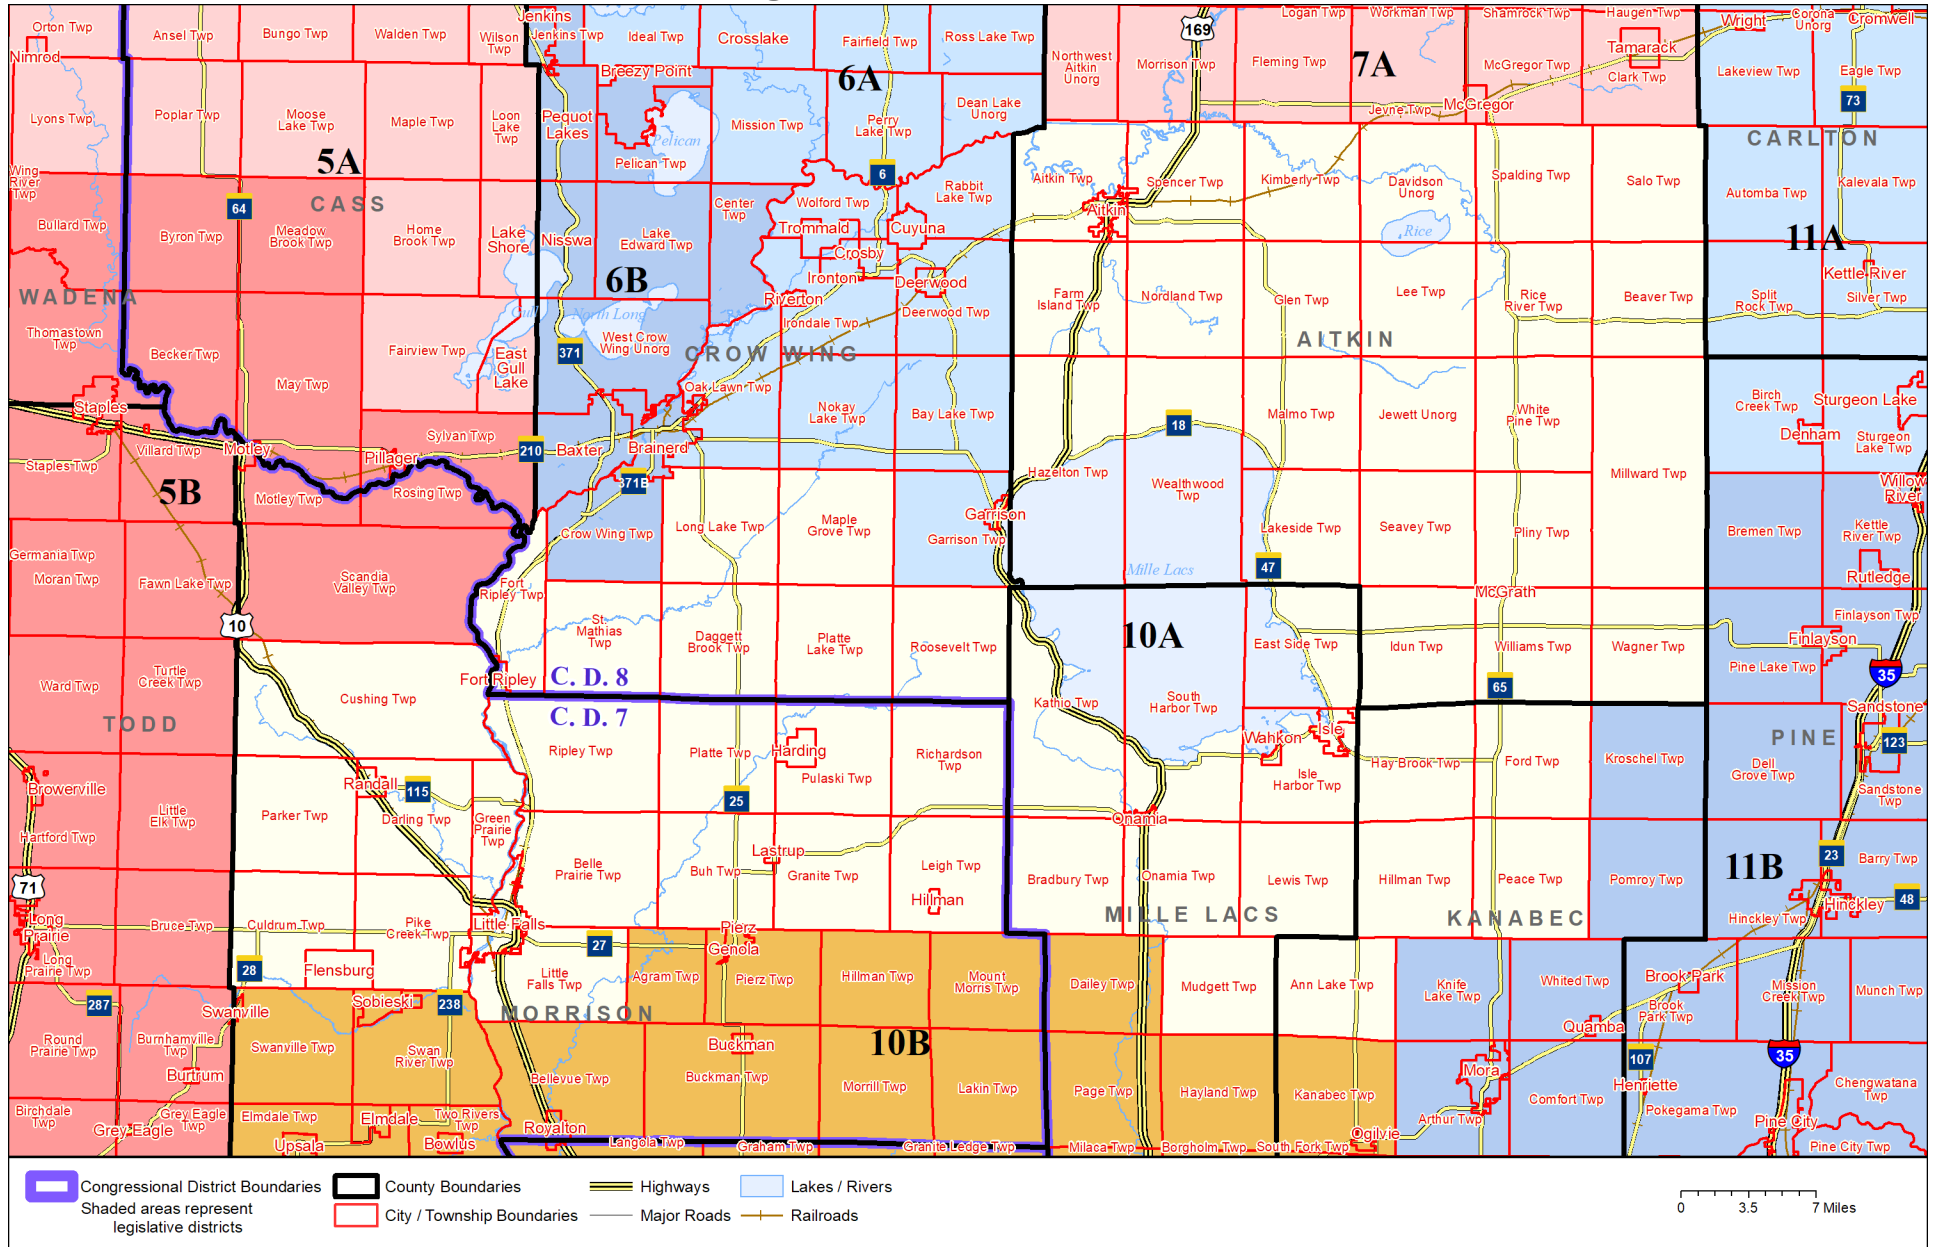 Orton Twp
Nimrod
Ansel Twp
Bungo Twp
Walden Twp
Wilson
Twp
Jenkins
Jenkins Twp
Ideal Twp
Crosslake
Fairfield Twp
Ross Lake Twp
6A
Northwest
Aitkin
Unorg
169
Morrison Twp
Logan Twp
Workman Twp
Shamrock Twp
Haugen Twp
Fleming Twp
7A
McGregor Twp
Tamarack
Clark Twp
Jevne Twp
McGregor
Wright
Corona
Unorg
Cromwell
Lakeview Twp
Eagle Twp
73
CARLTON
Lyons Twp
Poplar Twp
Moose
Lake Twp
Maple Twp
Loon
Lake
Twp
Pequot
Lakes
Breezy Point
Pelican
Pelican Twp
Mission Twp
Perry
Lake Twp
Dean Lake
Unorg
5A
CASS
6
Wing
River
Twp
Bullard Twp
64
Byron Twp
Meadow
Brook Twp
Home
Brook Twp
Lake
Shore
Nisswa
Lake
Edward Twp
6B
Center
Twp
Wolford Twp
Rabbit
Lake Twp
Trommald
Cuyuna
Crosby
Ironton
Deerwood
Riverton
Irondale Twp
Deerwood Twp
Aitkin Twp
Aitkin
Spencer Twp
Kimberly Twp
Davidson
Unorg
Rice
Spalding Twp
Salo Twp
Automba Twp
Kalevala Twp
11A
Kettle River
Split
Rock Twp
Silver Twp
WADENA
Thomastown
Twp
Becker Twp
May Twp
Fairview Twp
Gull
East
Gull
Lake
North Long
West Crow
Wing Unorg
371
CROW WING
Oak Lawn Twp
Nokay
Lake Twp
Bay Lake Twp
Farm
Island Twp
Nordland Twp
Glen Twp
Lee Twp
Rice
River Twp
Beaver Twp
AITKIN
Staples
Villard Twp
Motley
Staples Twp
5B
Sylvan Twp
Pillager
Motley Twp
Rosing Twp
210
Baxter
Brainerd
371B
18
Malmo Twp
Jewett Unorg
White
Pine Twp
Birch
Creek Twp
Sturgeon Lake
Denham
Sturgeon
Lake Twp
Hazelton Twp
Wealthwood
Twp
Millward Twp
Willow
River
Garrison
Garrison Twp
Crow Wing Twp
Long Lake Twp
Maple
Grove Twp
Lakeside Twp
Seavey Twp
Pliny Twp
Bremen Twp
Kettle
River Twp
Rutledge
Germania Twp
Moran Twp
Fawn Lake Twp
Scandia
Valley Twp
Fort
Ripley Twp
Mille Lacs
47
McGrath
10
St.
Mathias
Twp
Daggett
Brook Twp
Platte
Lake Twp
Roosevelt Twp
10A
East Side Twp
Idun Twp
Williams Twp
Wagner Twp
Finlayson Twp
Finlayson
Pine Lake Twp
35
Ward Twp
Turtle
Creek Twp
Cushing Twp
Fort Ripley
C. D. 8
C. D. 7
Kathio Twp
South
Harbor Twp
65
Sandstone
123
TODD
Ripley Twp
Platte Twp
Harding
Pulaski Twp
Richardson
Twp
Wahkon
Isle
Isle
Harbor Twp
Hay Brook Twp
Ford Twp
Kroschel Twp
PINE
Dell
Grove Twp
Sandstone
Twp
Browerville
Hartford Twp
Little
Elk Twp
Randall
115
Parker Twp
Darling Twp
Green
Prairie
Twp
25
Onamia
Belle
Prairie Twp
Buh Twp
Lastrup
Granite Twp
Leigh Twp
Hillman
Bradbury Twp
Onamia Twp
Lewis Twp
Hillman Twp
Peace Twp
Pomroy Twp
11B
23
Barry Twp
Hinckley
48
Hinckley Twp
71
Long
Prairie
Bruce Twp
Culdrum Twp
Pike
Creek Twp
Little Falls
Pierz
Genola
MILLE LACS
KANABEC
Long
Prairie Twp
28
Flensburg
27
Little
Falls Twp
Agram Twp
Pierz Twp
Hillman Twp
Mount
Morris Twp
Dailey Twp
Mudgett Twp
Ann Lake Twp
Knife
Lake Twp
Whited Twp
Brook Park
Brook
Park Twp
Mission
Creek Twp
Munch Twp
287
Swanville
Sobieski
238
MORRISON
Quamba
Round
Prairie Twp
Burnhamville
Twp
Burtrum
Swanville Twp
Swan
River Twp
Bellevue Twp
Buckman
Buckman Twp
10B
Morrill Twp
Lakin Twp
Page Twp
Hayland Twp
Kanabec Twp
Mora
Arthur Twp
Comfort Twp
107
Henriette
Pokegama Twp
35
Chengwatana
Twp
Pine City
Pine City Twp
Birchdale
Twp
Grey Eagle
Grey Eagle
Twp
Elmdale Twp
Upsala
Elmdale
Two Rivers
Twp
Bowlus
Royalton
Langola Twp
Graham Twp
Granite Ledge Twp
Milaca Twp
Borgholm Twp
South Fork Twp
Ogilvie
Congressional District Boundaries
Shaded areas represent
legislative districts
County Boundaries
City / Township Boundaries
Highways
Major Roads
Lakes / Rivers
Railroads
0 3.5 7 Miles